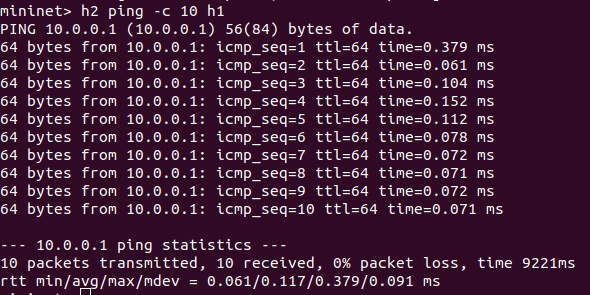 mininet> h2 ping -c 10 h1
PING 10.0.0.1 (10.0.0.1) 56(84) bytes of data.
64 bytes from 10.0.0.1: icmp_seq=1 ttl=64 time=0.379 ms
64 bytes from 10.0.0.1: icmp_seq=2 ttl=64 time=0.061 ms
64 bytes from 10.0.0.1: icmp_seq=3 ttl=64 time=0.104 ms
64 bytes from 10.0.0.1: icmp_seq=4 ttl=64 time=0.152 ms
64 bytes from 10.0.0.1: icmp_seq=5 ttl=64 time=0.112 ms
64 bytes from 10.0.0.1: icmp_seq=6 ttl=64 time=0.078 ms
64 bytes from 10.0.0.1: icmp_seq=7 ttl=64 time=0.072 ms
64 bytes from 10.0.0.1: icmp_seq=8 ttl=64 time=0.071 ms
64 bytes from 10.0.0.1: icmp_seq=9 ttl=64 time=0.072 ms
64 bytes from 10.0.0.1: icmp_seq=10 ttl=64 time=0.071 ms
--- 10.0.0.1 ping statistics ---
10 packets transmitted, 10 received, 0% packet loss, time 9221ms
rtt min/avg/max/mdev = 0.061/0.117/0.379/0.091 ms